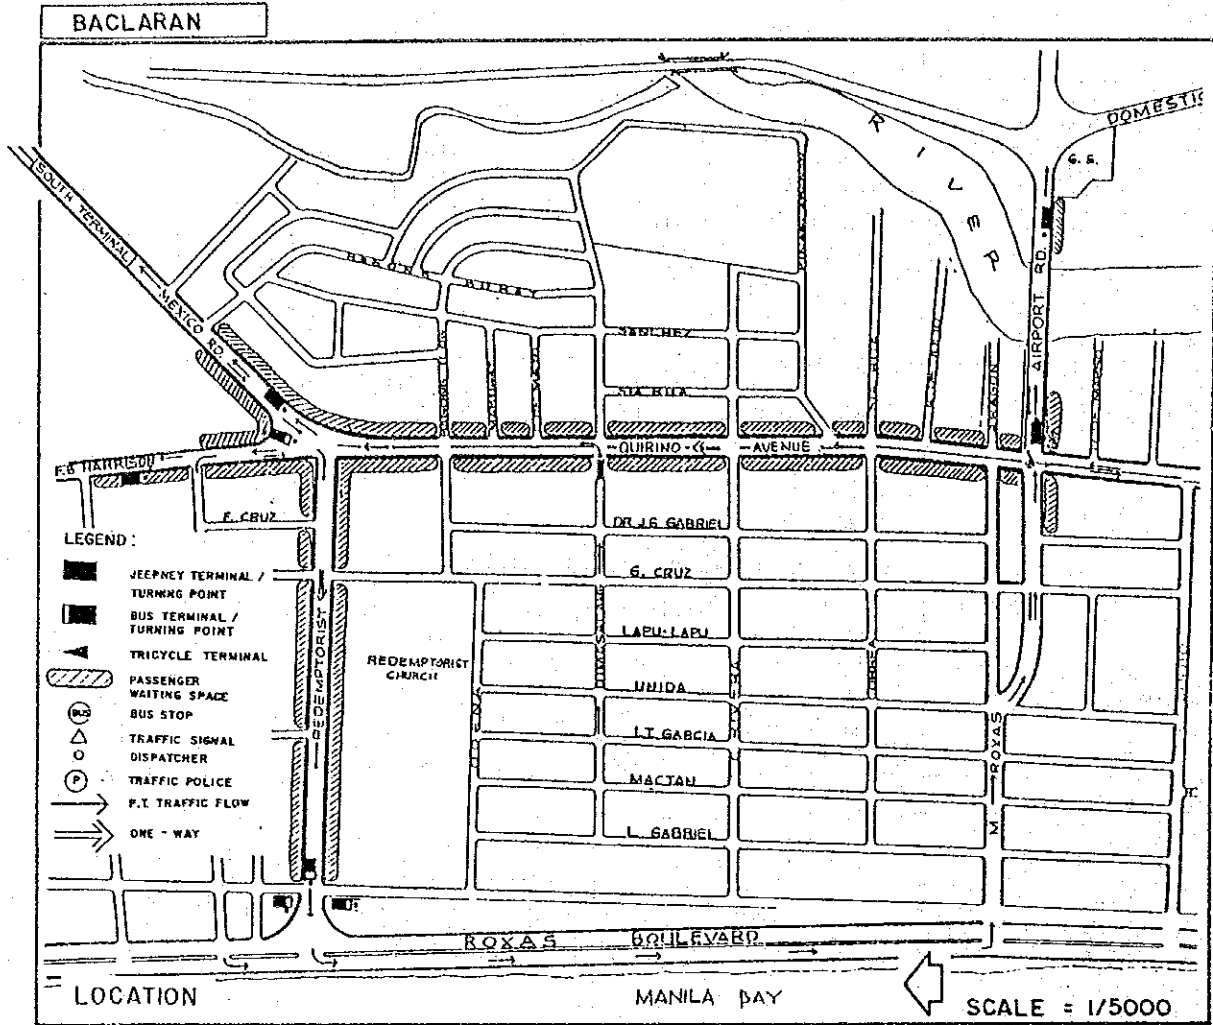 BACLARAN
RIVER
DOMESTIC
G. S.
SOUTH TERMINAL
MEXICO RD.
AIRPORT RD.
SANCHEZ
STA RITA
QUIRINO
AVENUE
F.B HARRISON
F. CRUZ
DR. J.G. GABRIEL
G. CRUZ
LAPU-LAPU
UNIDA
LT. GARCIA
MACTAN
L. GABRIEL
REDEMPTORIST
REDEMPTORIST
CHURCH
M ROXAS
LEGEND :
JEEPNEY TERMINAL /
TURNING POINT
BUS TERMINAL /
TURNING POINT
TRICYCLE TERMINAL
PASSENGER
WAITING SPACE
BUS
BUS STOP
TRAFFIC SIGNAL
DISPATCHER
P
TRAFFIC POLICE
P.T. TRAFFIC FLOW
ONE - WAY
ROXAS BOULEVARD
LOCATION
MANILA BAY
SCALE = 1/5000